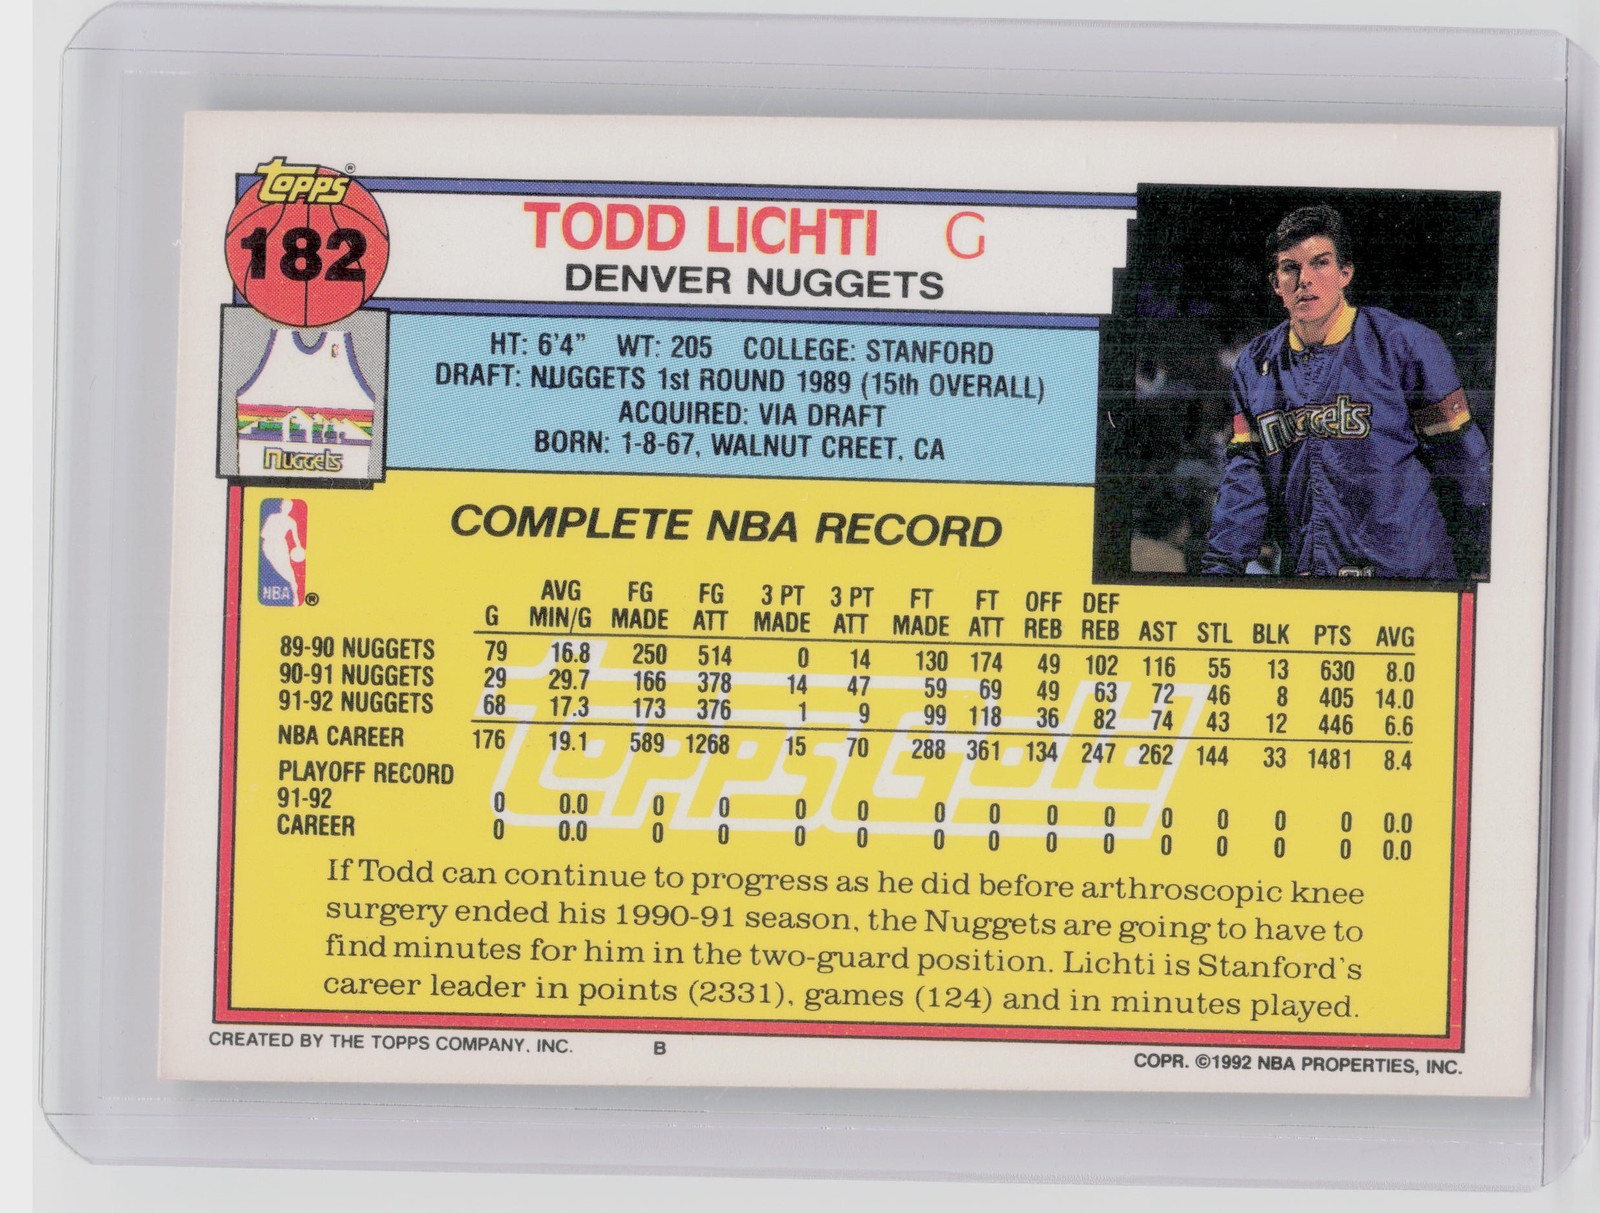 topps®
182
TODD LICHTI G
DENVER NUGGETS
HT: 6'4" WT: 205 COLLEGE: STANFORD
DRAFT: NUGGETS 1st ROUND 1989 (15th OVERALL)
ACQUIRED: VIA DRAFT
BORN: 1-8-67, WALNUT CREET, CA
NUGGETS
NUGGETS
NBA ®
COMPLETE NBA RECORD
G AVG MIN/G FG MADE FG ATT 3 PT MADE 3 PT ATT FT MADE FT ATT OFF REB DEF REB AST STL BLK PTS AVG
89-90 NUGGETS 79 16.8 250 514 0 14 130 174 49 102 116 55 13 630 8.0
90-91 NUGGETS 29 29.7 166 378 14 47 59 69 49 63 72 46 8 405 14.0
91-92 NUGGETS 68 17.3 173 376 1 9 99 118 36 82 74 43 12 446 6.6
NBA CAREER 176 19.1 589 1268 15 70 288 361 134 247 262 144 33 1481 8.4
ToppsGold
PLAYOFF RECORD
91-92 0 0.0 0 0 0 0 0 0 0 0 0 0 0 0 0.0
CAREER 0 0.0 0 0 0 0 0 0 0 0 0 0 0 0 0.0
If Todd can continue to progress as he did before arthroscopic knee
surgery ended his 1990-91 season, the Nuggets are going to have to
find minutes for him in the two-guard position. Lichti is Stanford's
career leader in points (2331), games (124) and in minutes played.
CREATED BY THE TOPPS COMPANY, INC. B
COPR. ©1992 NBA PROPERTIES, INC.